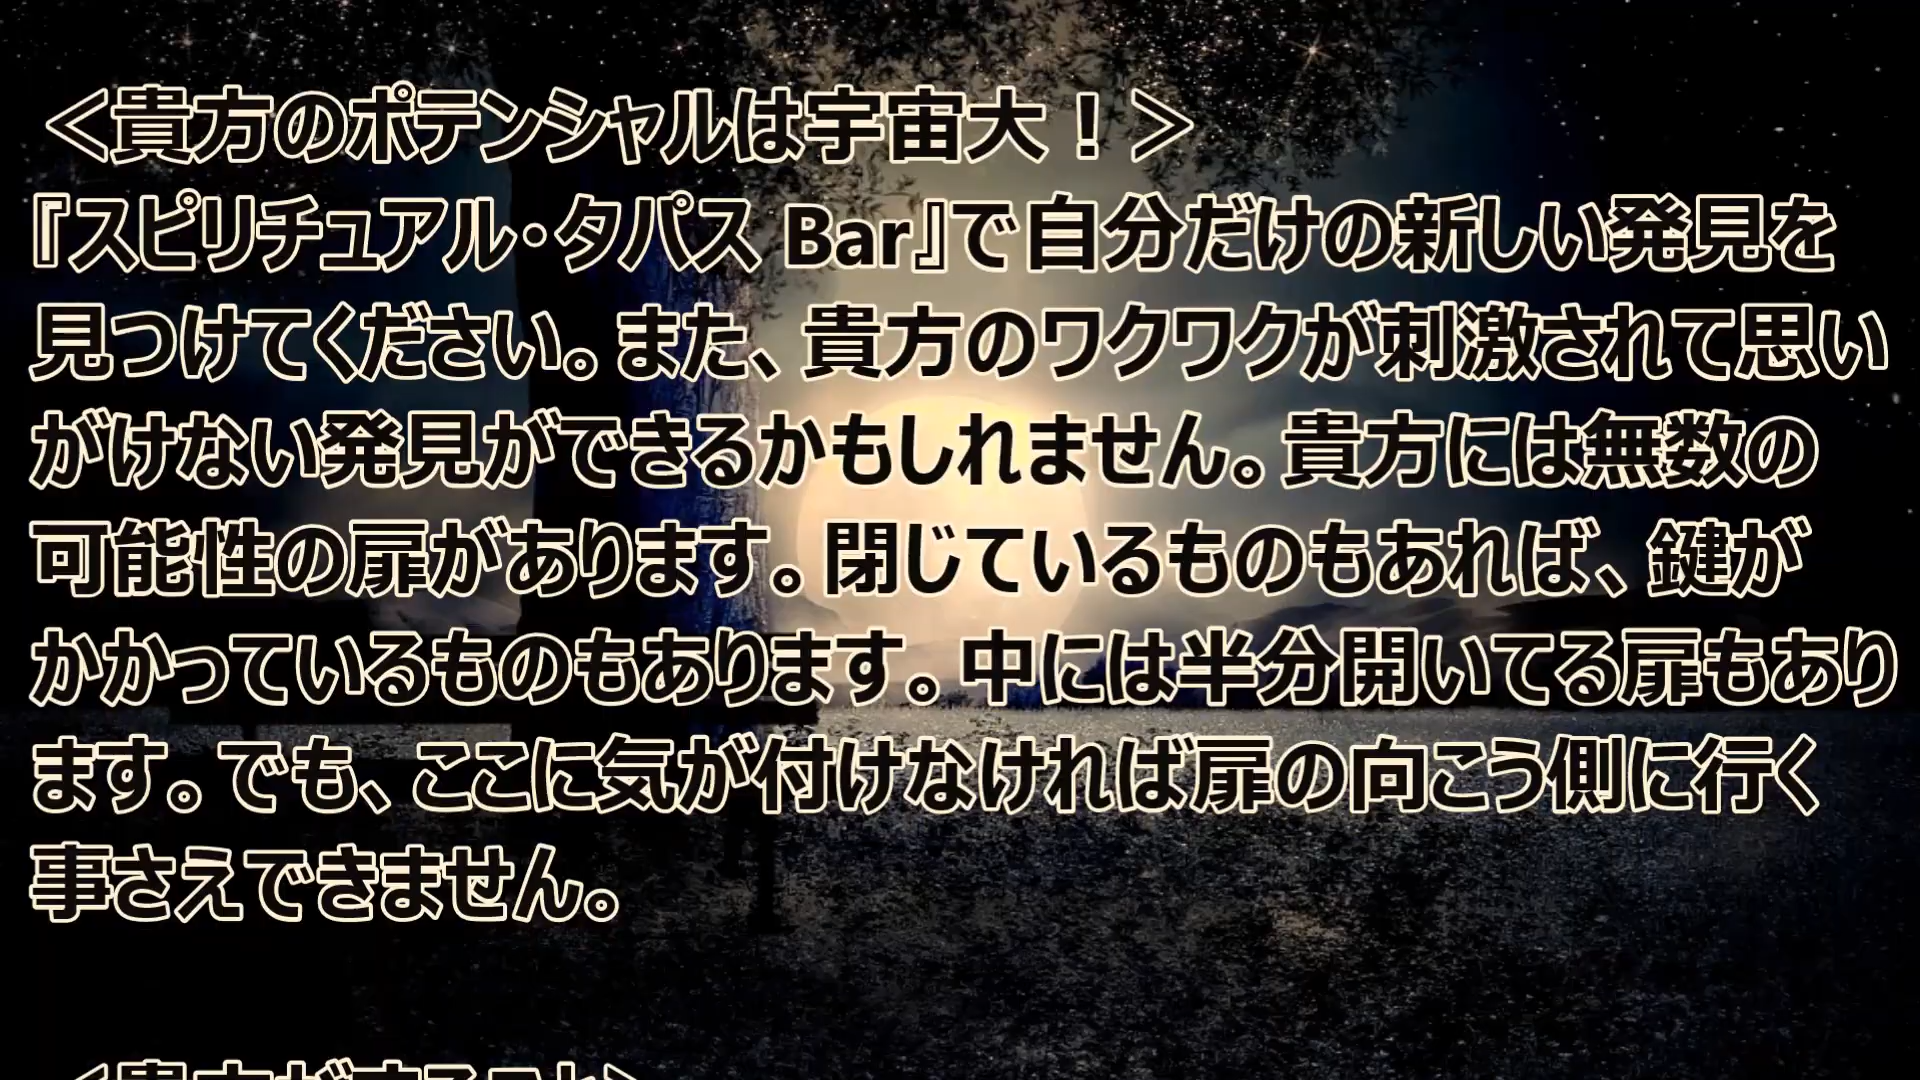 ＜貴方のポテンシャルは宇宙大！＞
『スピリチュアル・タパス Bar』で自分だけの新しい発見を
見つけてください。また、貴方のワクワクが刺激されて思い
がけない発見ができるかもしれません。貴方には無数の
可能性の扉があります。閉じているものもあれば、鍵が
かかっているものもあります。中には半分開いてる扉もあり
ます。でも、ここに気が付けなければ扉の向こう側に行く
事さえできません。